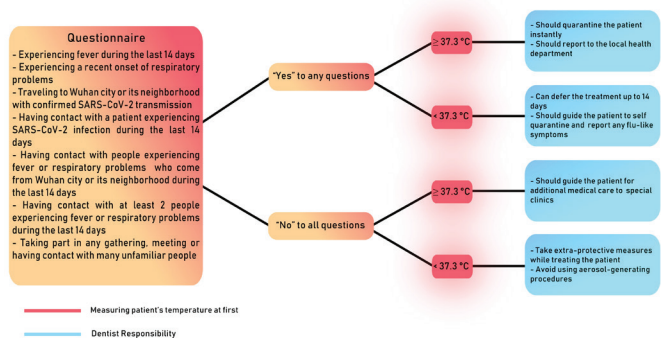 Questionnaire
- Experiencing fever during the last 14 days
- Experiencing a recent onset of respiratory
problems
- Traveling to Wuhan city or its neighborhood
with confirmed SARS-CoV-2 transmission
- Having contact with a patient experiencing
SARS-CoV-2 infection during the last 14
days
- Having contact with people experiencing
fever or respiratory problems who come
from Wuhan city or its neighborhood during
the last 14 days
- Having contact with at least 2 people
experiencing fever or respiratory problems
during the last 14 days
- Taking part in any gathering, meeting or
having contact with many unfamiliar people
"Yes" to any questions
≥ 37.3 °C
- Should quarantine the patient
instantly
- Should report to the local health
department
< 37.3 °C
- Can defer the treatment up to 14
days
- Should guide the patient to self
quarantine and report any flu-like
symptoms
"No" to all questions
≥ 37.3 °C
- Should guide the patient for
additional medical care to special
clinics
< 37.3 °C
- Take extra-protective measures
while treating the patient
- Avoid using aerosol-generating
procedures
Measuring patient's temperature at first
Dentist Responsibility